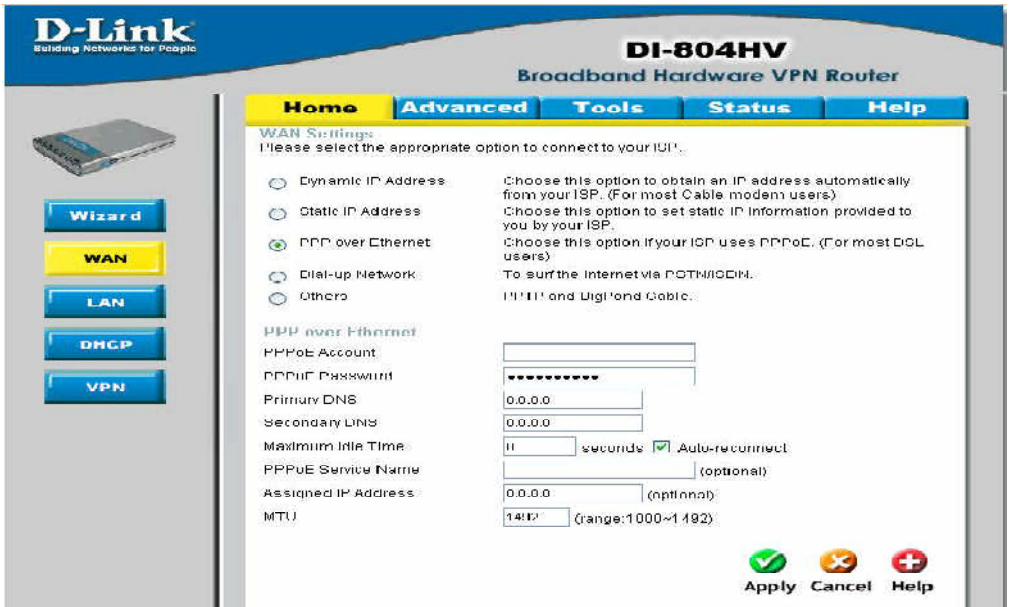 D-Link
Building Networks for People
DI-804HV
Broadband Hardware VPN Router
Home Advanced Tools Status Help
WAN Settings
Please select the appropriate option to connect to your ISP.
Dynamic IP Address Choose this option to obtain an IP address automatically
from your ISP. (For most Cable modem users)
Static IP Address Choose this option to set static IP information provided to
you by your ISP.
PPP over Ethernet Choose this option if your ISP uses PPPoE. (For most DSL
users)
Dial-up Network To surf the Internet via PSTN/ISDN.
Others PPTP and BigPond Cable.
Wizard
WAN
LAN
DHCP
VPN
PPP over Ethernet
PPPoE Account
PPPoE Password ••••••••••
Primary DNS 0.0.0.0
Secondary DNS 0.0.0.0
Maximum Idle Time 0 seconds Auto-reconnect
PPPoE Service Name (optional)
Assigned IP Address 0.0.0.0 (optional)
MTU 1492 (range:1000~1492)
Apply Cancel Help